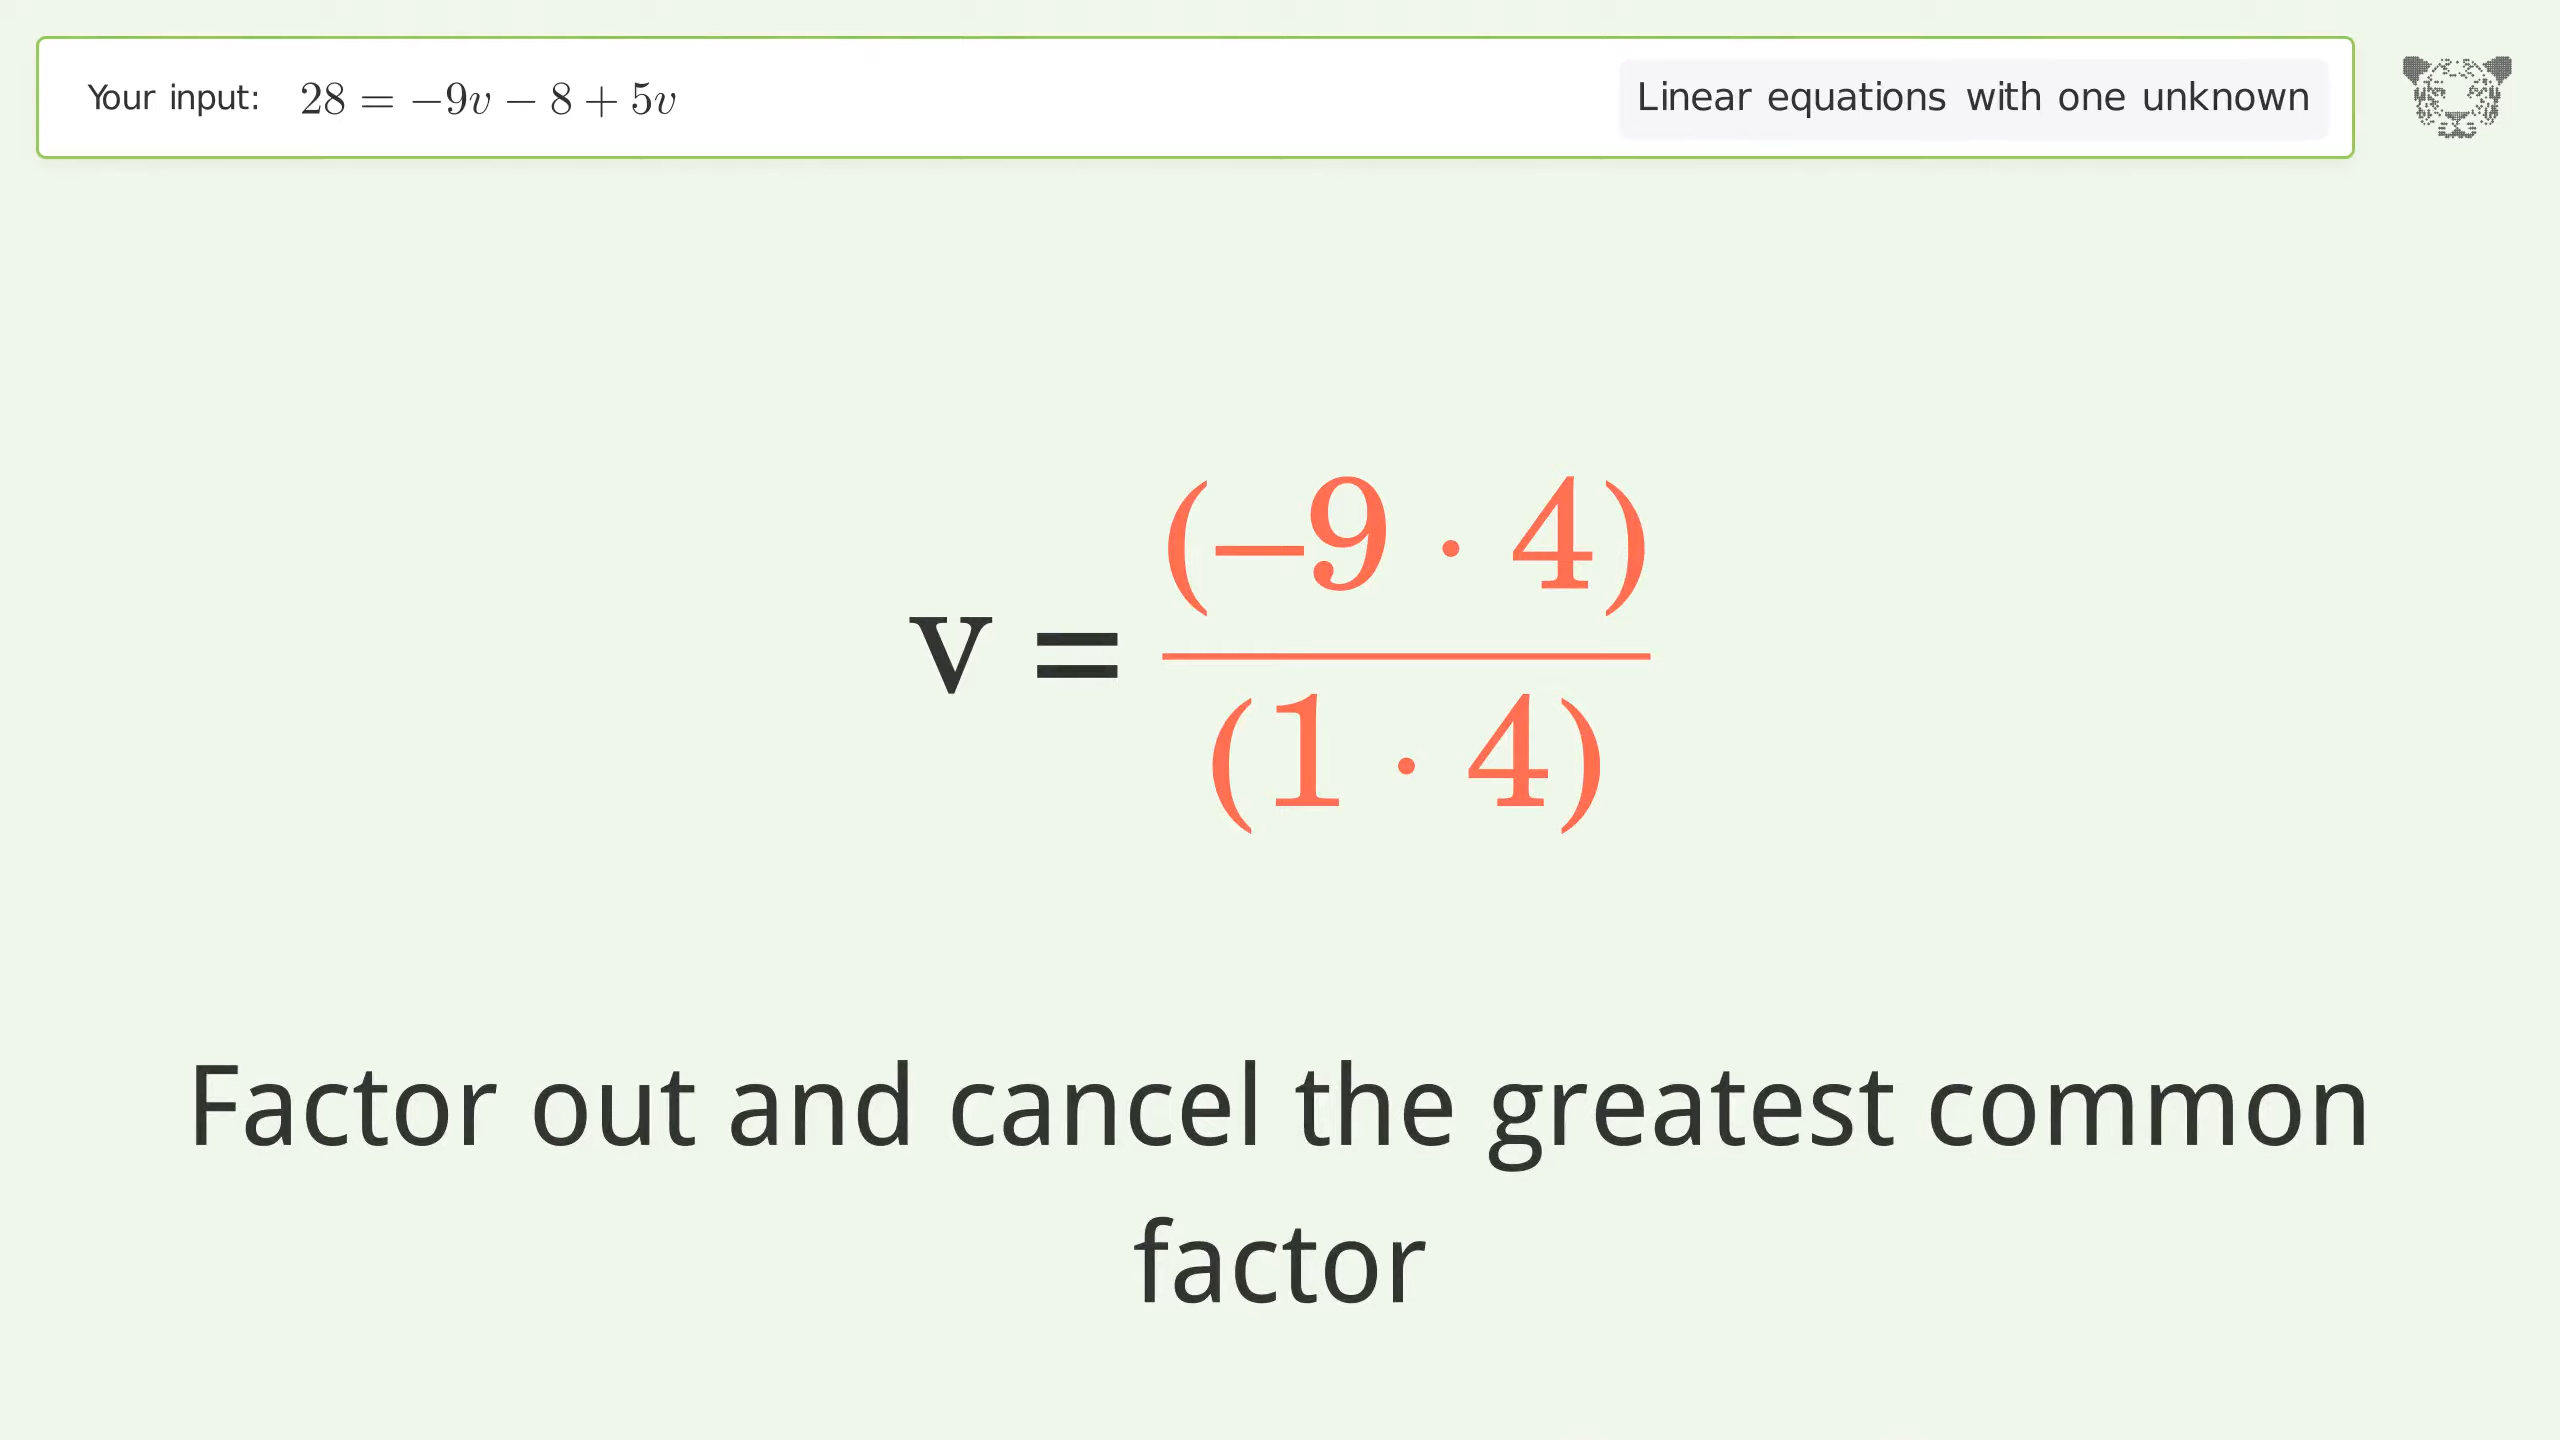 Your input: 28 = −9v − 8 + 5v
Linear equations with one unknown
v = (−9 · 4) / (1 · 4)
Factor out and cancel the greatest common
factor